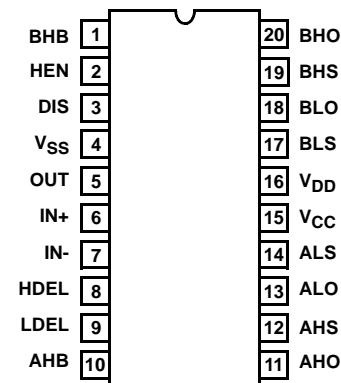 BHB 1 20 BHO
HEN 2 19 BHS
DIS 3 18 BLO
VSS 4 17 BLS
OUT 5 16 VDD
IN+ 6 15 VCC
IN- 7 14 ALS
HDEL 8 13 ALO
LDEL 9 12 AHS
AHB 10 11 AHO